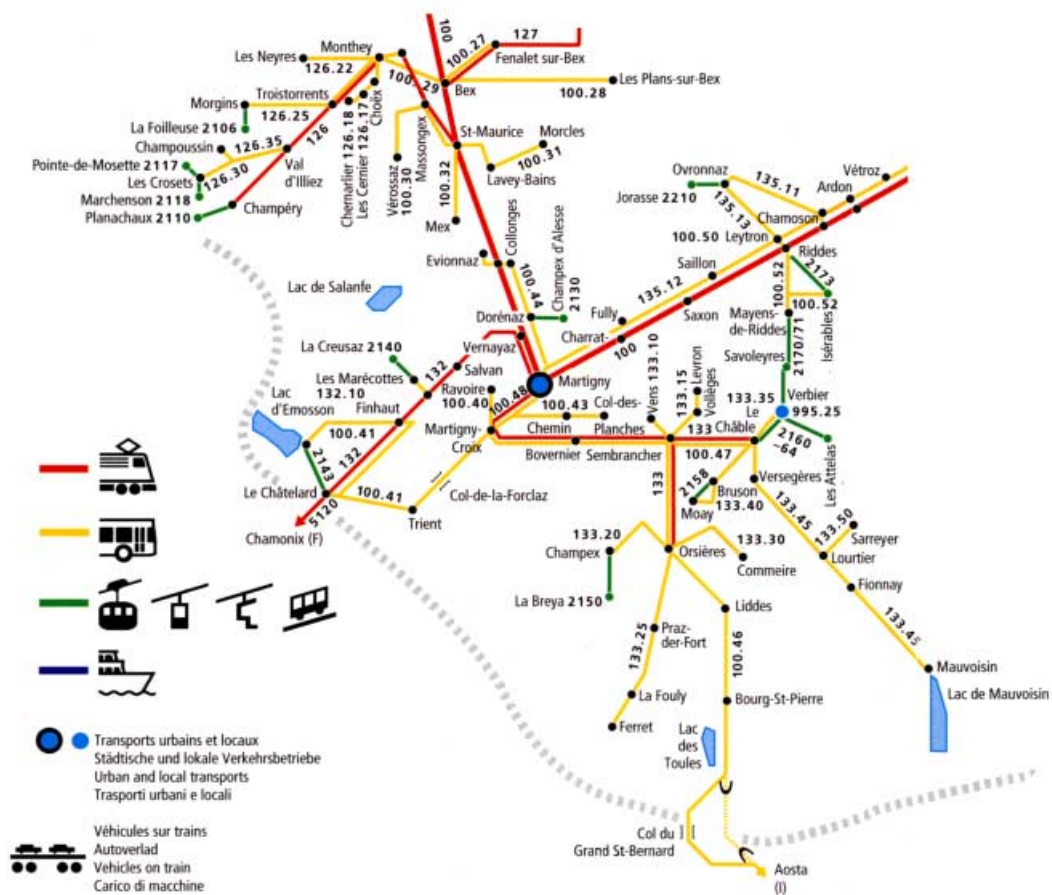 100
100.27
127
Fenalet sur-Bex
Les Neyres
Monthey
126.22
100.29
Bex
Les Plans-sur-Bex
100.28
Morgins
Troistorrents
126.25
126
La Foilleuse 2106
Chemarlier 126.18
Les Cernier 126.17
Choëx
Massongex
St-Maurice
Morcles
100.31
Lavey-Bains
Champoussin
126.35
Pointe-de-Mosette 2117
Les Crosets
126.30
Val
d'Illiez
Marchenson 2118
Planachaux 2110
Champéry
Vérossaz
100.30
100.32
Mex
Evionnaz
Collonges
100.44
Champex d'Alesse
2130
Dorénaz
Vernayaz
Lac de Salanfe
Ovronnaz
135.11
Vétroz
Ardon
Jorasse 2210
135.13
Chamoson
Leytron
100.50
Riddes
Saillon
135.12
Fully
Saxon
Charrat-
100
100.52
2173
100.52
Isérables
Mayens-
de-Riddes
Savoleyres
2170/71
La Creusaz 2140
132
Salvan
Les Marécottes
132.10
Ravoire
100.40
100.48
Martigny
Lac
d'Emosson
Finhaut
100.41
132
2143
Martigny-
Croix
100.43
Col-des-
Planches
Chemin
Bovernier
Sembrancher
Vens 133.10
133.15
Levron
Vollèges
133
100.47
133.35
Le
Châble
Verbier
995.25
2160
–64
Les Attelas
Le Châtelard
100.41
Trient
Col-de-la-Forclaz
5120
Chamonix (F)
133
2158
Bruson
Moay
133.40
Versegères
133.45
133.50
Sarreyer
Lourtier
Fionnay
133.45
Mauvoisin
Lac de Mauvoisin
133.20
Champex
Orsières
133.30
Commeire
La Breya 2150
Liddes
Praz-
der-Fort
133.25
100.46
La Fouly
Ferret
Bourg-St-Pierre
Lac
des
Toules
Col du
Grand St-Bernard
Aosta
(I)
Transports urbains et locaux
Städtische und lokale Verkehrsbetriebe
Urban and local transports
Trasporti urbani e locali
Véhicules sur trains
Autoverlad
Vehicles on train
Carico di macchine